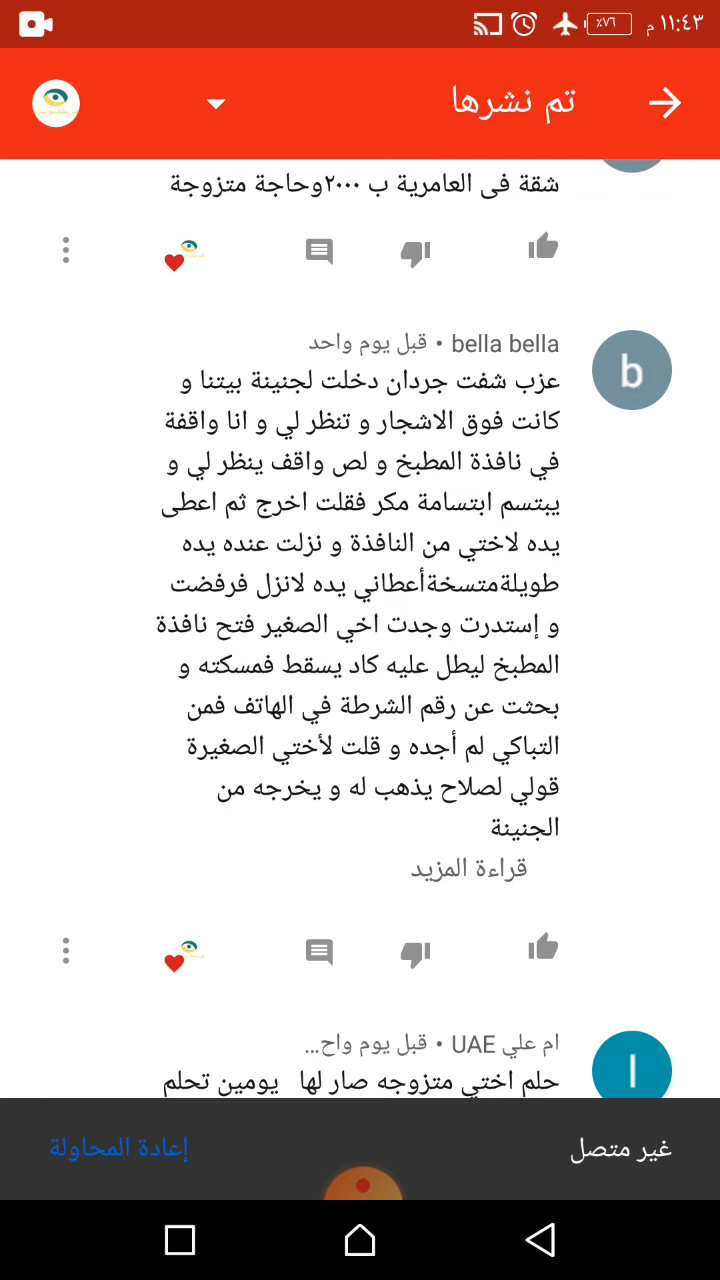 ١١:٤٣ م
٪٧٦
تم نشرها
شقة فى العامرية ب ٢٠٠٠وحاجة متزوجة
bella bella • قبل يوم واحد
b
عزب شفت جردان دخلت لجنينة بيتنا و
كانت فوق الاشجار و تنظر لي و انا واقفة
في نافذة المطبخ و لص واقف ينظر لي و
يبتسم ابتسامة مكر فقلت اخرج ثم اعطى
يده لاختي من النافذة و نزلت عنده يده
طويلةمتسخةأعطاني يده لانزل فرفضت
و إستدرت وجدت اخي الصغير فتح نافذة
المطبخ ليطل عليه كاد يسقط فمسكته و
بحثت عن رقم الشرطة في الهاتف فمن
التباكي لم أجده و قلت لأختي الصغيرة
قولي لصلاح يذهب له و يخرجه من
الجنينة
قراءة المزيد
ام علي UAE • قبل يوم واح...
ا
حلم اختي متزوجه صار لها يومين تحلم
غير متصل
إعادة المحاولة